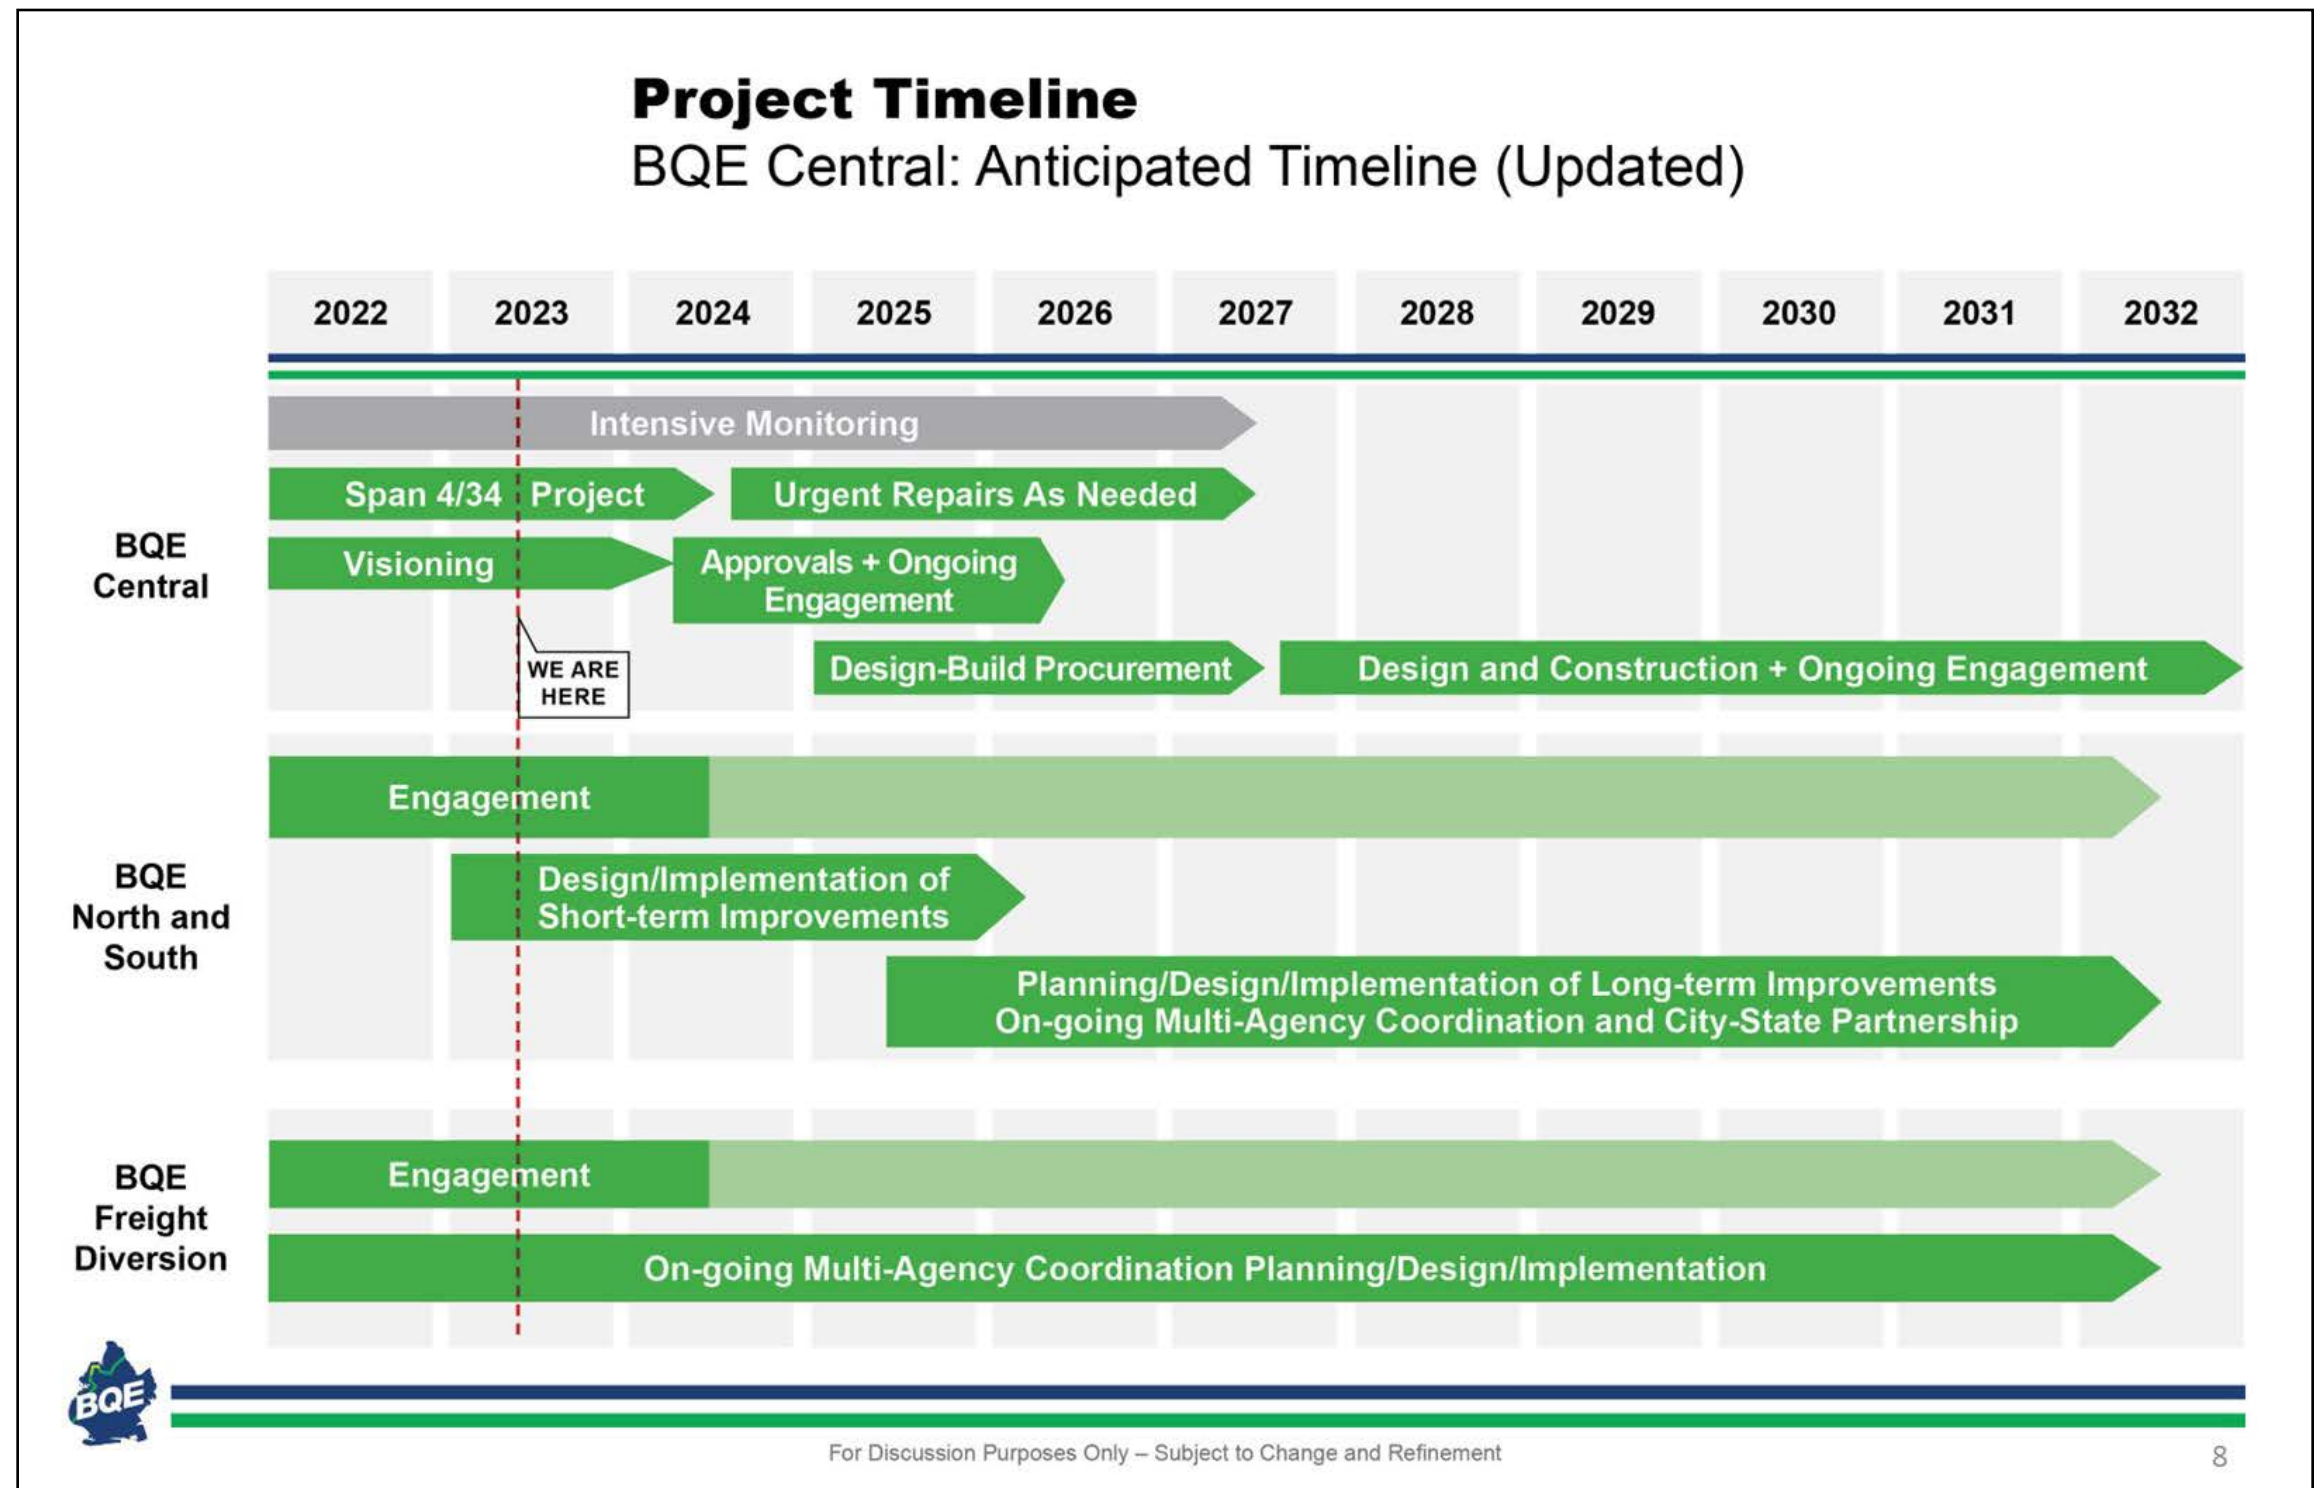 Project Timeline
BQE Central: Anticipated Timeline (Updated)
2022 2023 2024 2025 2026 2027 2028 2029 2030 2031 2032
BQE
Central
Intensive Monitoring
Span 4/34 Project
Urgent Repairs As Needed
Visioning
Approvals + Ongoing
Engagement
WE ARE
HERE
Design-Build Procurement
Design and Construction + Ongoing Engagement
BQE
North and
South
Engagement
Design/Implementation of
Short-term Improvements
Planning/Design/Implementation of Long-term Improvements
On-going Multi-Agency Coordination and City-State Partnership
BQE
Freight
Diversion
Engagement
On-going Multi-Agency Coordination Planning/Design/Implementation
BQE
For Discussion Purposes Only – Subject to Change and Refinement
8